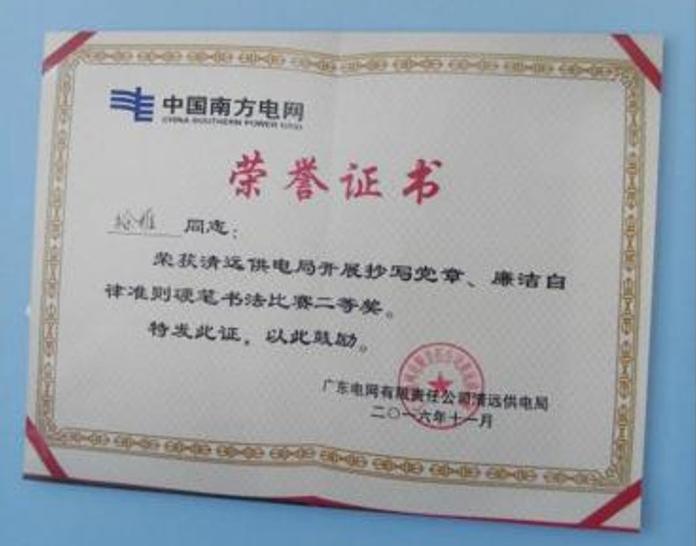 中国南方电网
CHINA SOUTHERN POWER GRID
荣誉证书
同志：
荣获清远供电局开展抄写党章、廉洁自
律准则硬笔书法比赛二等奖。
特发此证，以此鼓励。
广东电网有限责任公司清远供电局
二〇一六年十一月